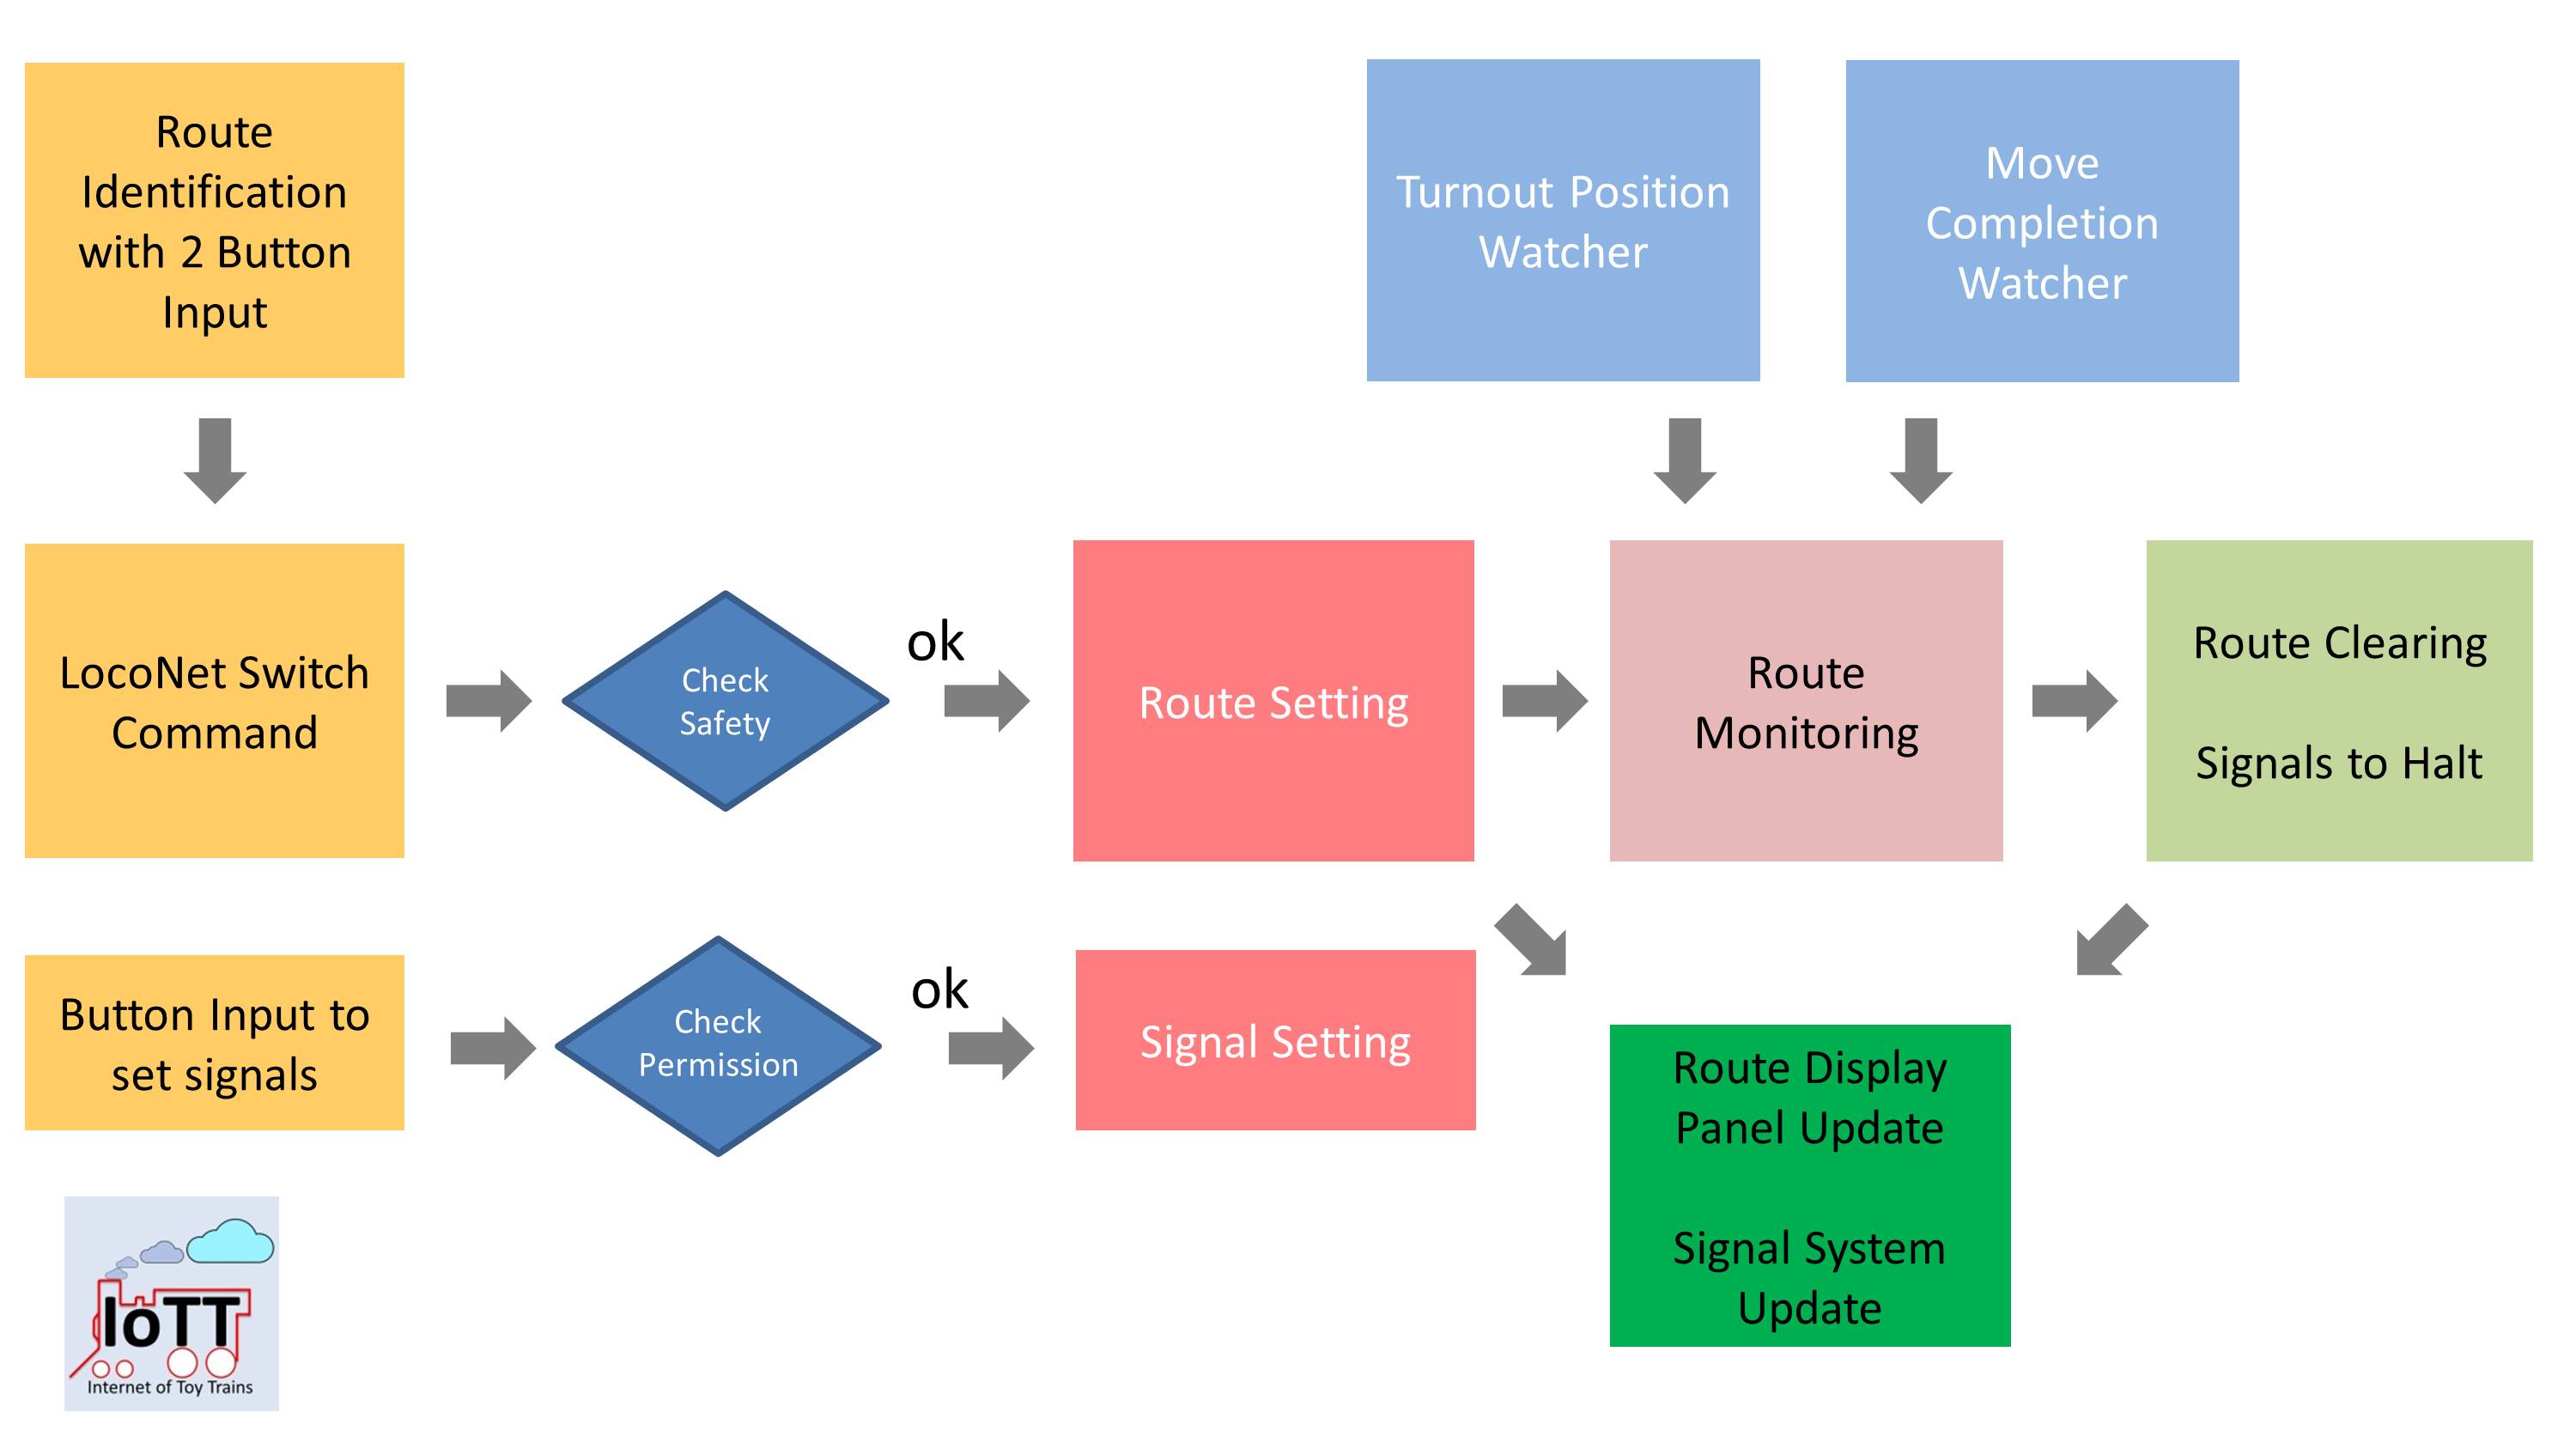 Route
Identification
with 2 Button
Input
Turnout Position
Watcher
Move
Completion
Watcher
LocoNet Switch
Command
Check
Safety
ok
Route Setting
Route
Monitoring
Route Clearing
Signals to Halt
Button Input to
set signals
Check
Permission
ok
Signal Setting
Route Display
Panel Update
Signal System
Update
IoTT
Internet of Toy Trains